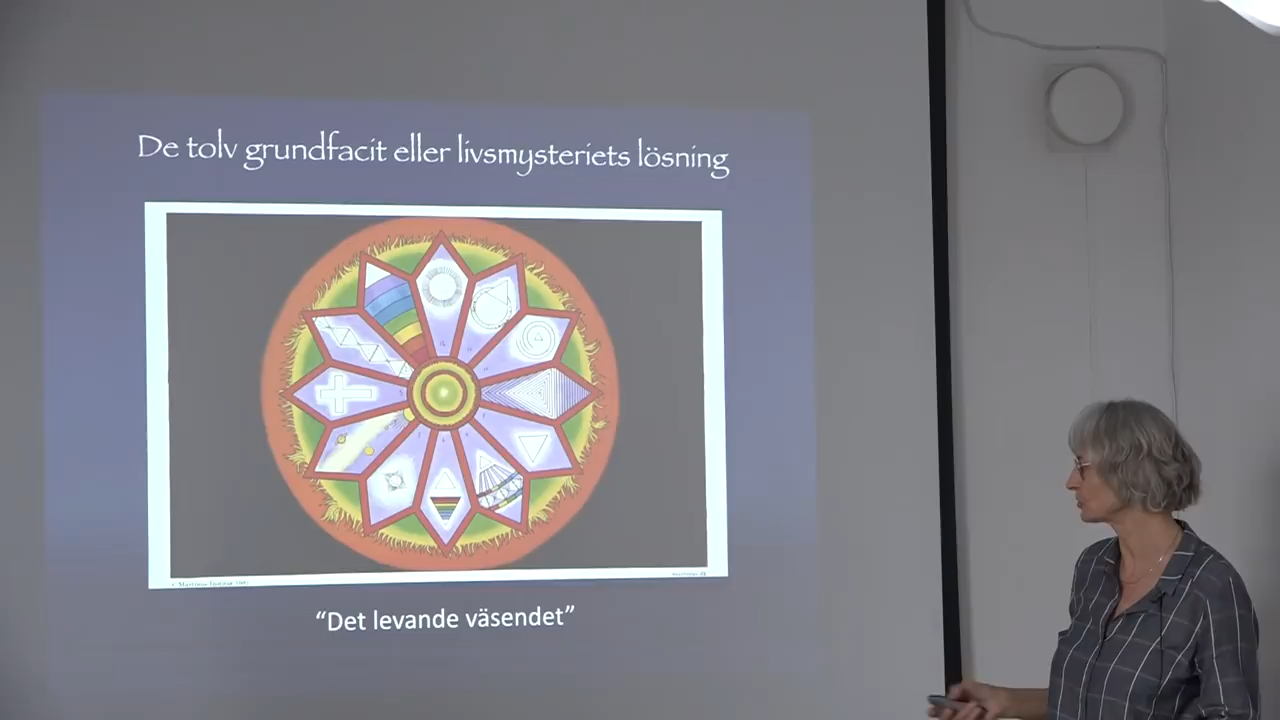 De tolv grundfacit eller livsmysteriets lösning
“Det levande väsendet”